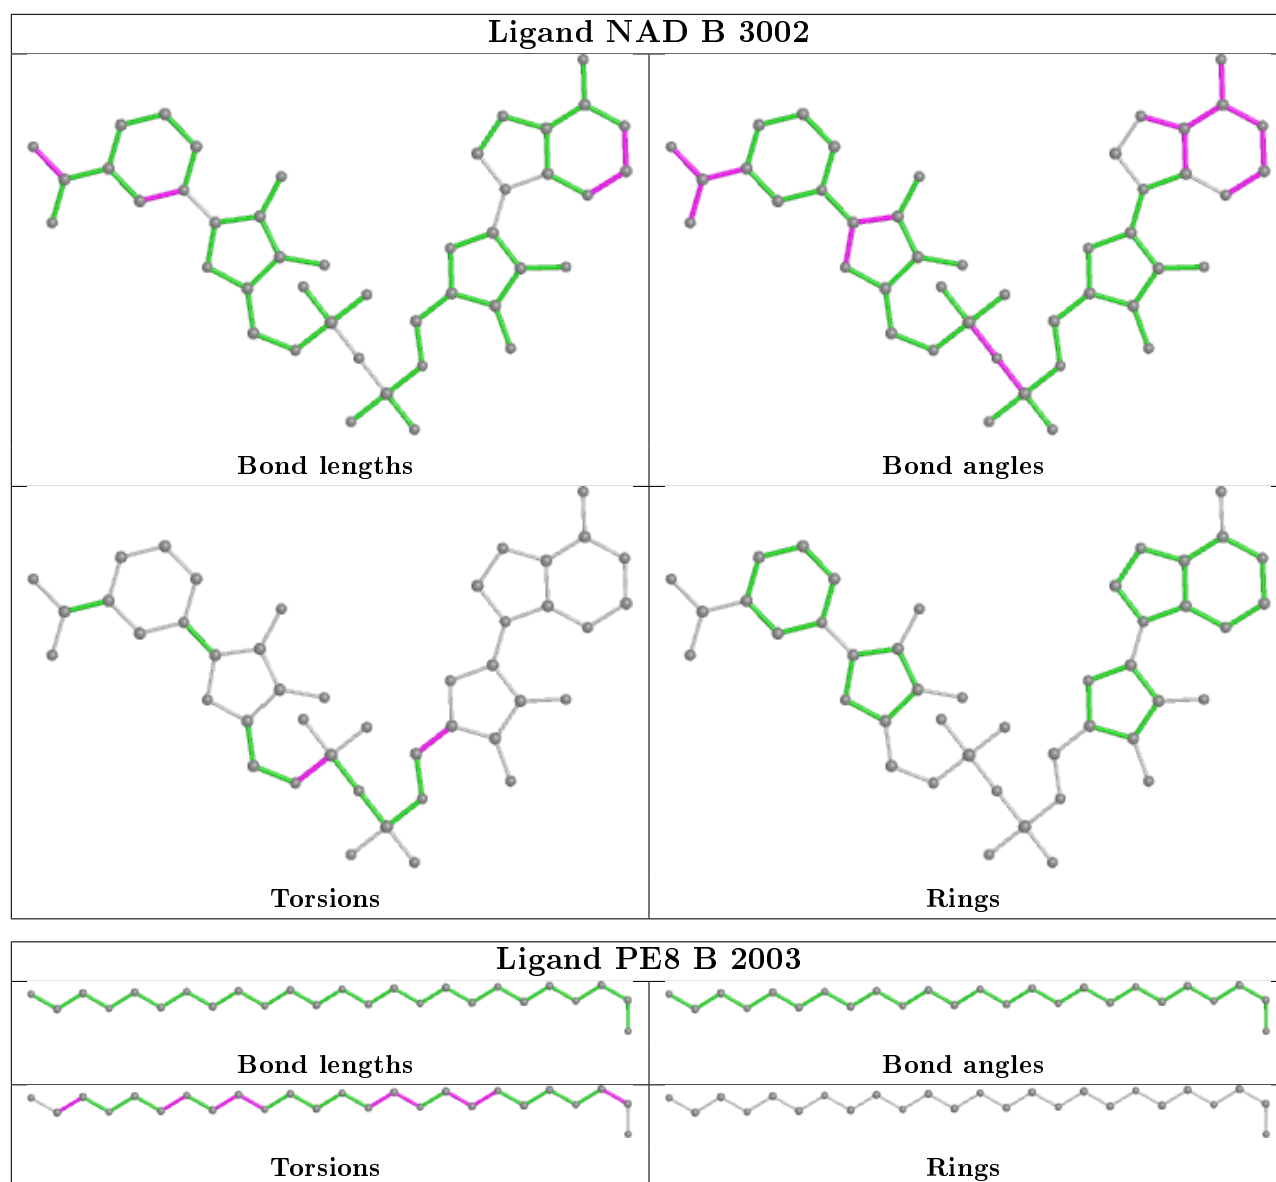 Ligand NAD B 3002
Bond lengths
Bond angles
Torsions
Rings
Ligand PE8 B 2003
Bond lengths
Bond angles
Torsions
Rings